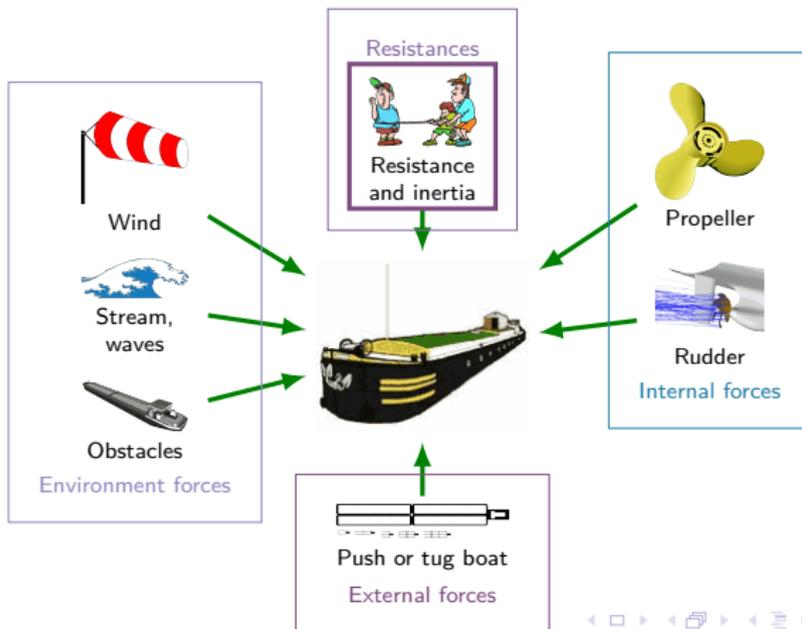 Resistances
Resistance
and inertia
Wind
Stream,
waves
Obstacles
Environment forces
Propeller
Rudder
Internal forces
Push or tug boat
External forces